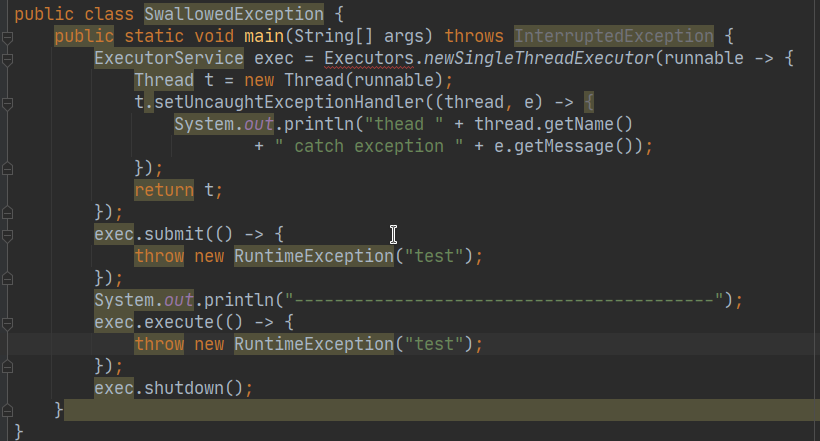 public class SwallowedException {
    public static void main(String[] args) throws InterruptedException {
        ExecutorService exec = Executors.newSingleThreadExecutor(runnable -> {
            Thread t = new Thread(runnable);
            t.setUncaughtExceptionHandler((thread, e) -> {
                System.out.println("thead " + thread.getName()
                        + " catch exception " + e.getMessage());
            });
            return t;
        });
        exec.submit(() -> {
            throw new RuntimeException("test");
        });
        System.out.println("------------------------------------------");
        exec.execute(() -> {
            throw new RuntimeException("test");
        });
        exec.shutdown();
    }
}